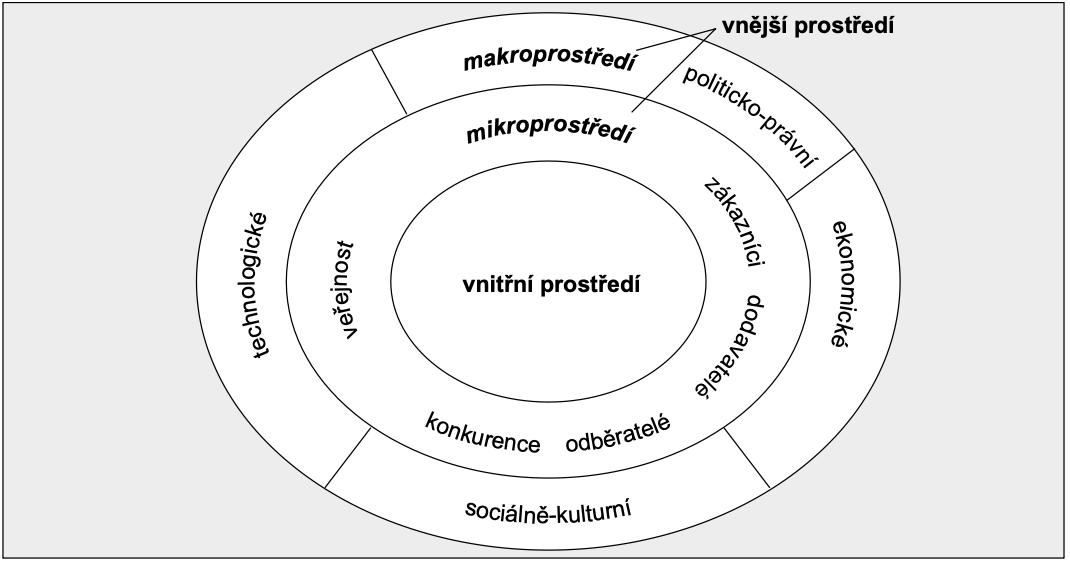 vnější prostředí
makroprostředí
politicko-právní
mikroprostředí
zákazníci
technologické
veřejnost
vnitřní prostředí
ekonomické
dodavatelé
konkurence
odběratelé
sociálně-kulturní